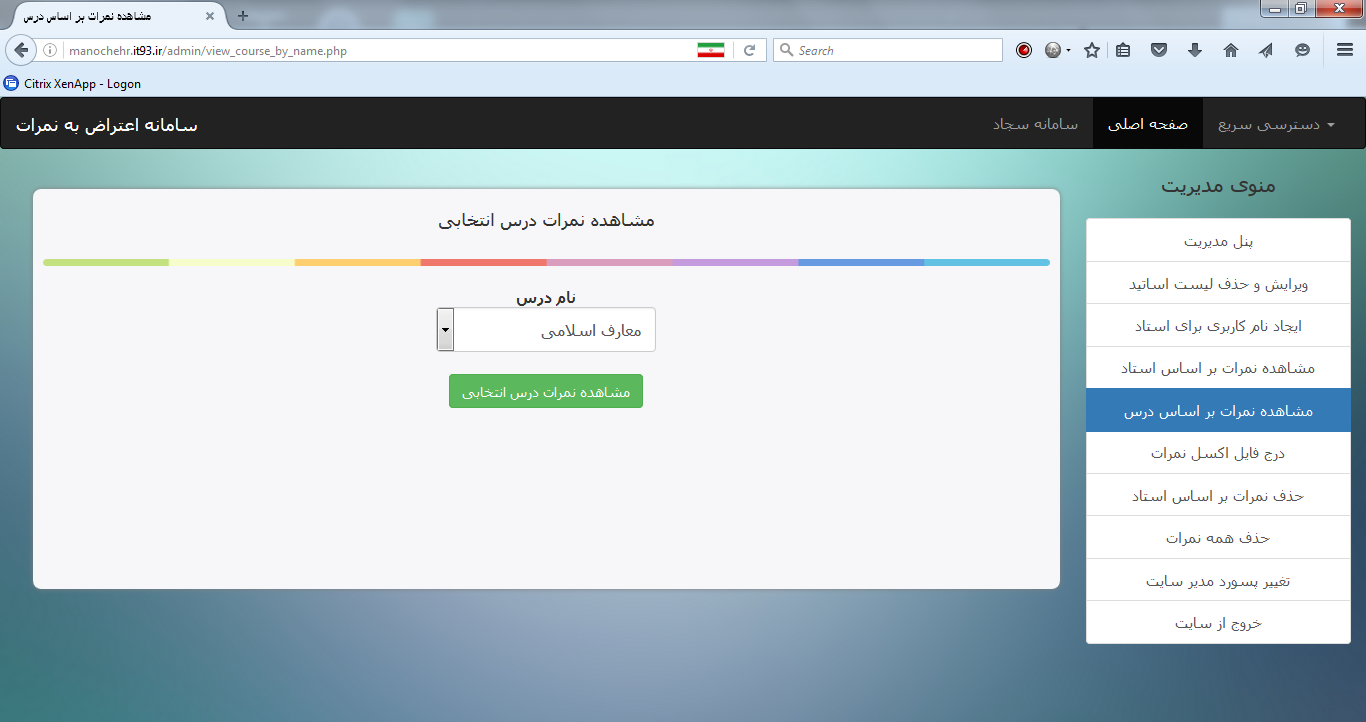 مشاهده نمرات بر اساس درس
manochehr.it93.ir/admin/view_course_by_name.php
Search
Citrix XenApp - Logon
دسترسی سریع
صفحه اصلی
سامانه سجاد
سامانه اعتراض به نمرات
منوی مدیریت
پنل مدیریت
ویرایش و حذف لیست اساتید
ایجاد نام کاربری برای استاد
مشاهده نمرات بر اساس استاد
مشاهده نمرات بر اساس درس
درج فایل اکسل نمرات
حذف نمرات بر اساس استاد
حذف همه نمرات
تغییر پسورد مدیر سایت
خروج از سایت
مشاهده نمرات درس انتخابی
نام درس
معارف اسلامی
مشاهده نمرات درس انتخابی